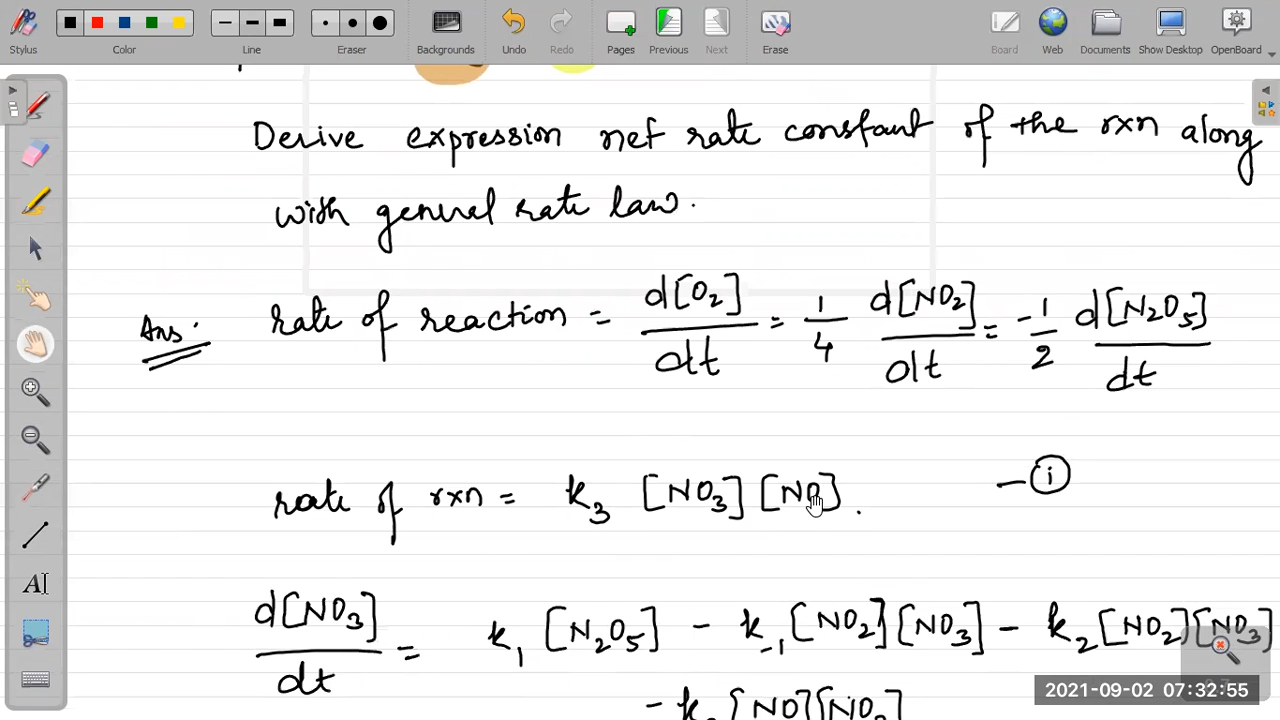 Stylus Color Line Eraser Backgrounds Undo Redo Pages Previous Next Erase Board Web Documents Show Desktop OpenBoard
Derive expression net rate constant of the rxn along
with general rate law.
Ans: rate of reaction = d[O2]/dt = 1/4 d[NO2]/dt = -1/2 d[N2O5]/dt
rate of rxn = k3 [NO3][NO]. — i
d[NO3]/dt = k1 [N2O5] - k-1[NO2][NO3] - k2[NO2][NO3]
2021-09-02 07:32:55